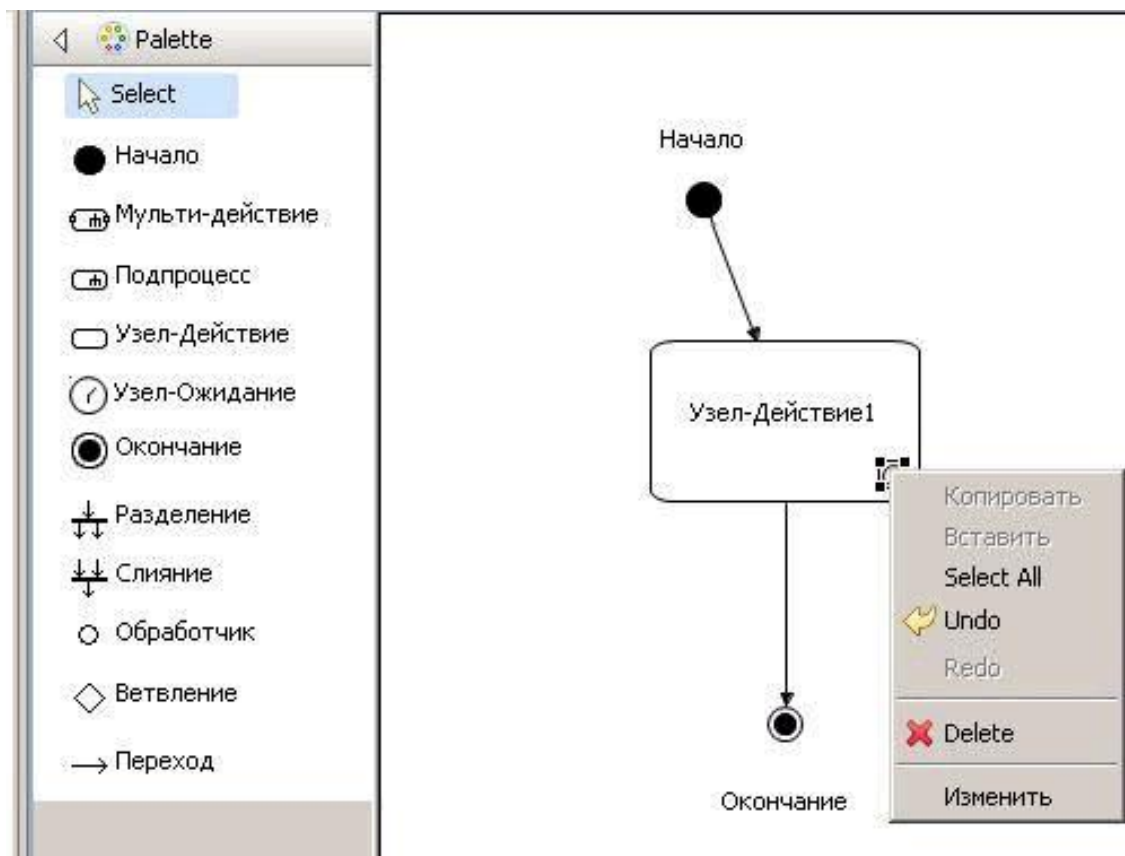 Palette
Select
Начало
Мульти-действие
Подпроцесс
Узел-Действие
Узел-Ожидание
Окончание
Разделение
Слияние
Обработчик
Ветвление
Переход
Начало
Узел-Действие1
Окончание
Копировать
Вставить
Select All
Undo
Redo
Delete
Изменить